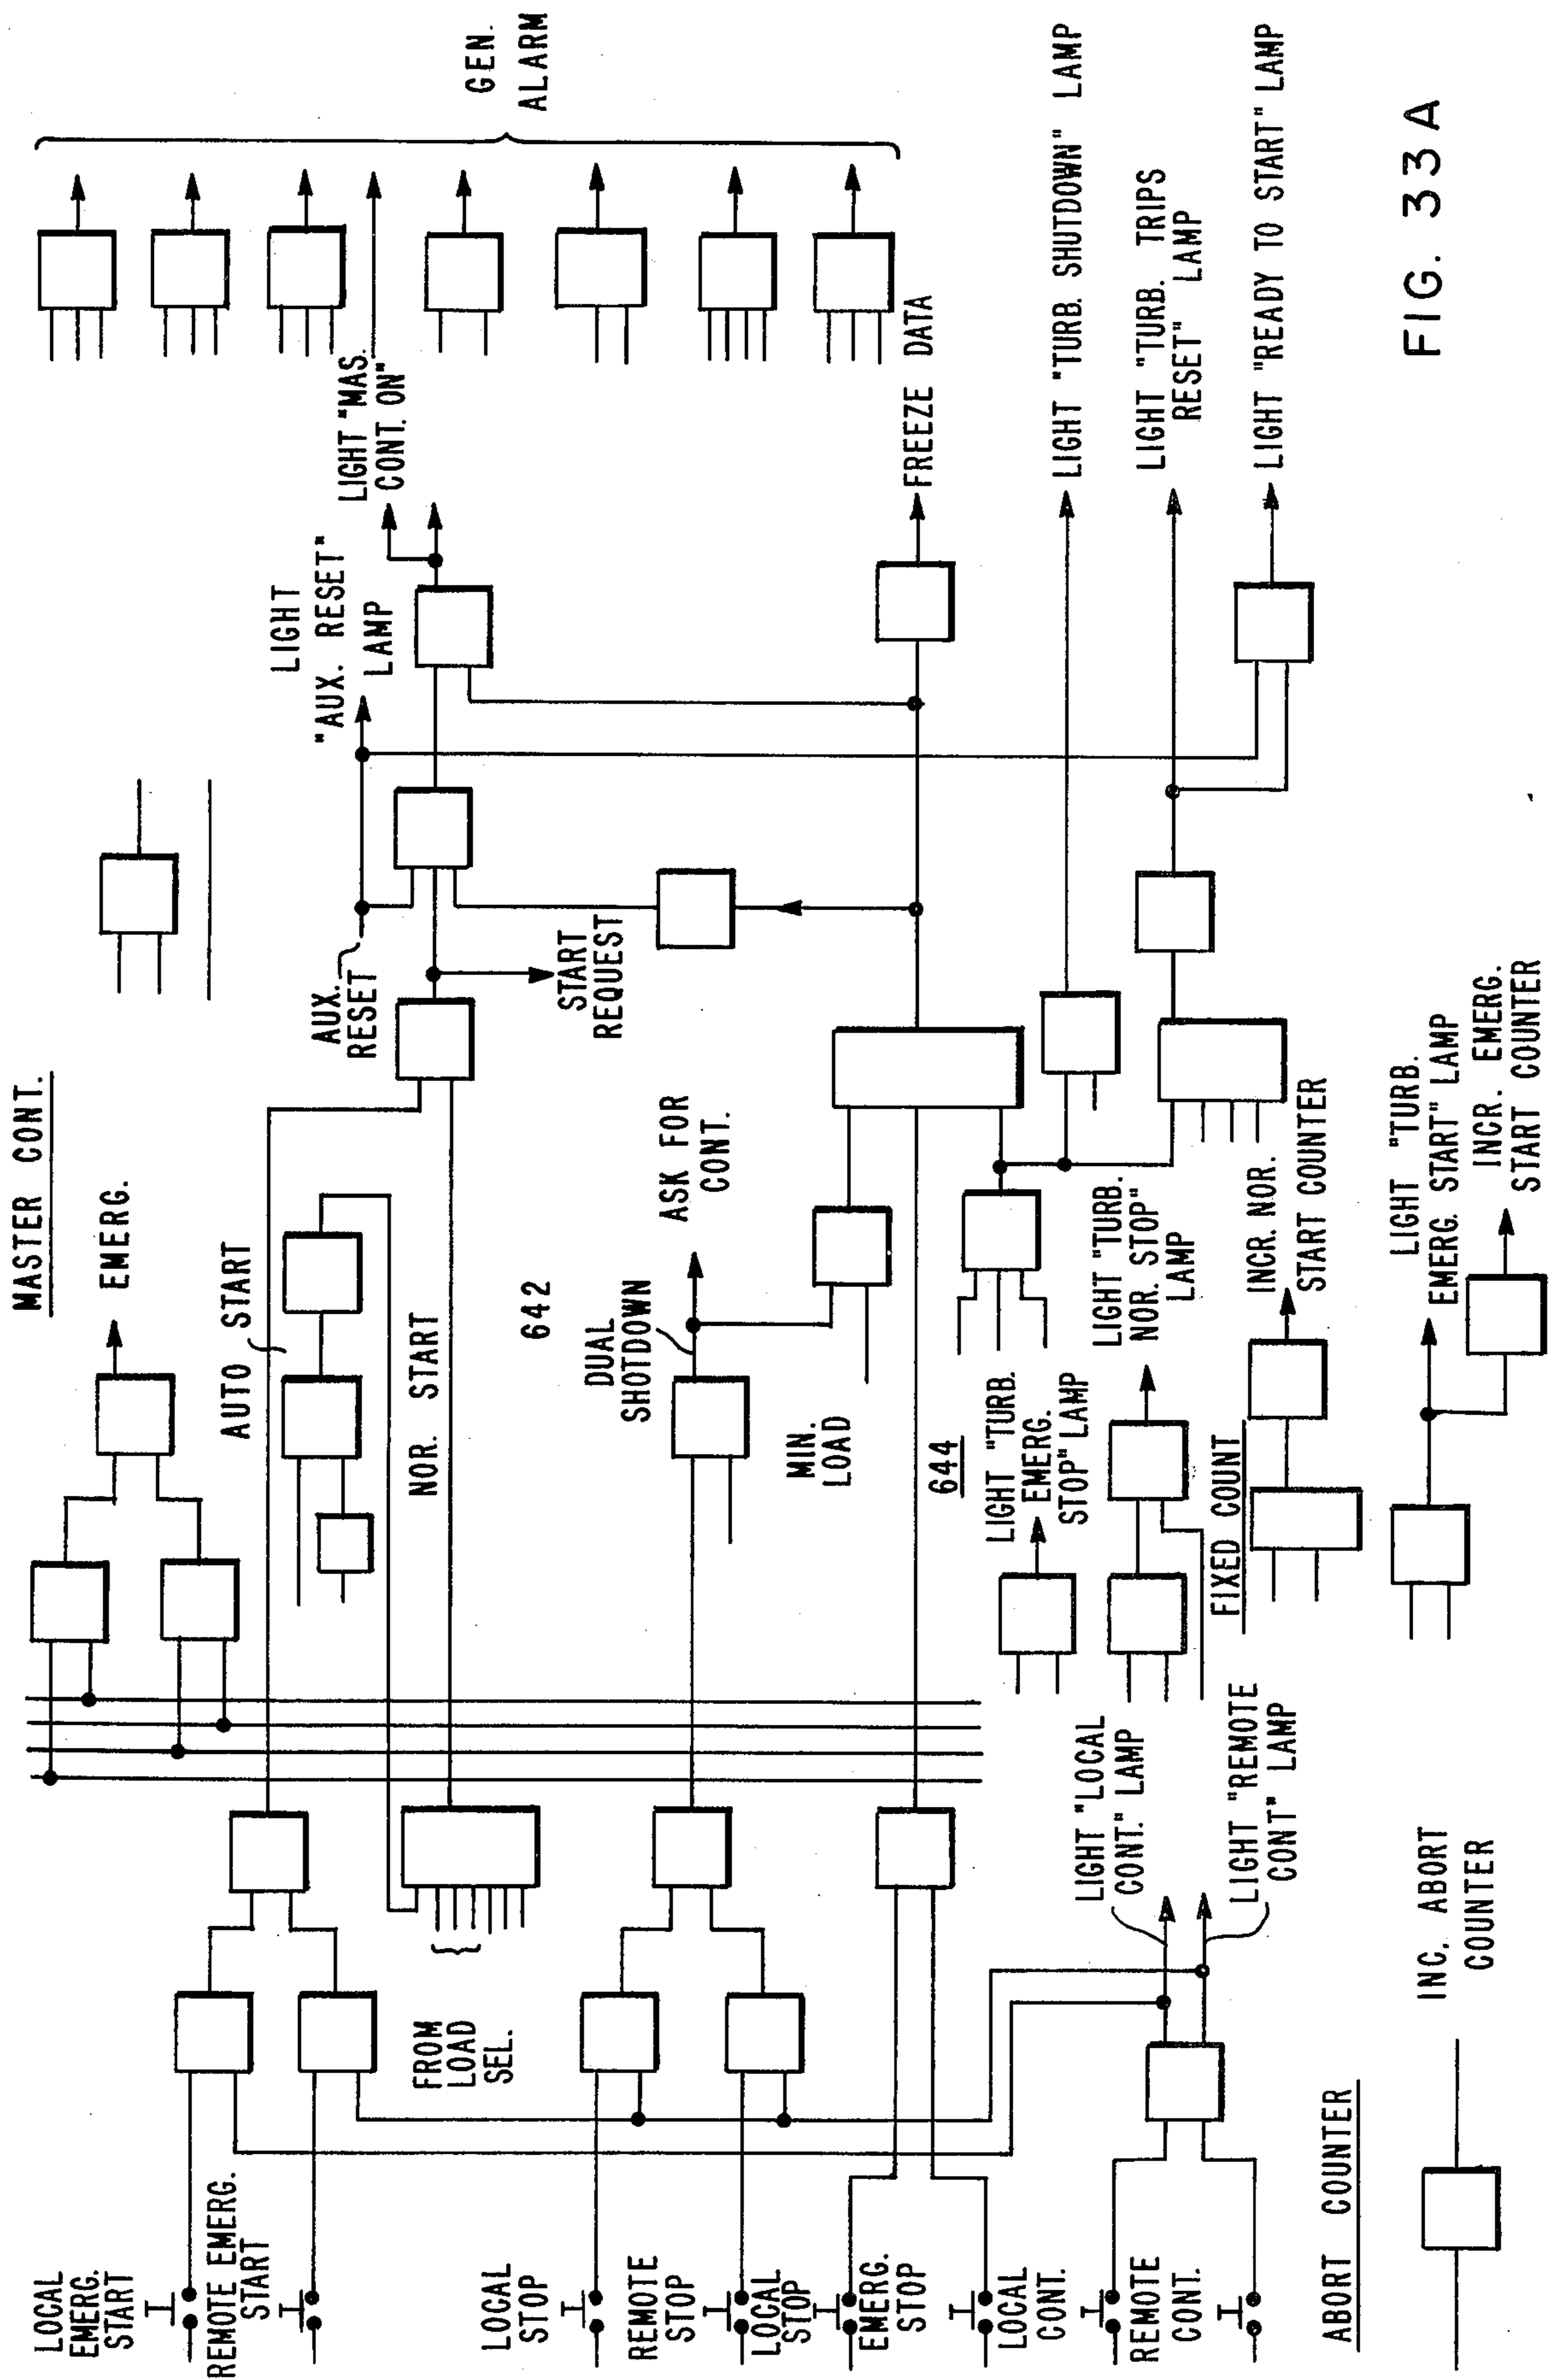 MASTER CONT.
EMERG.
AUTO START
NOR. START
642
LOCAL
EMERG.
START
REMOTE EMERG.
START
FROM
LOAD
SEL.
AUX.
RESET
START
REQUEST
LIGHT
"AUX. RESET"
LAMP
LIGHT "MAS.
CONT. ON"
GEN.
ALARM
LOCAL
STOP
REMOTE
STOP
LOCAL
STOP
EMERG.
STOP
LOCAL
CONT.
REMOTE
CONT.
DUAL
SHOTDOWN
ASK FOR
CONT.
MIN.
LOAD
644
FREEZE DATA
LIGHT "TURB. SHUTDOWN" LAMP
LIGHT "TURB. TRIPS
RESET" LAMP
LIGHT "READY TO START" LAMP
LIGHT "TURB.
EMERG.
STOP" LAMP
LIGHT "TURB.
NOR. STOP"
LAMP
FIXED COUNT
INCR. NOR.
START COUNTER
LIGHT "LOCAL
CONT." LAMP
LIGHT "REMOTE
CONT" LAMP
LIGHT "TURB.
EMERG. START" LAMP
INCR. EMERG.
START COUNTER
ABORT COUNTER
INC. ABORT
COUNTER
FIG. 33A